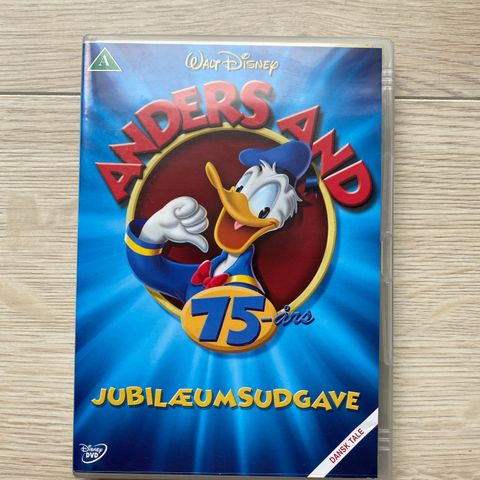 A
WALT DISNEY
ANDERS AND
75-års
JUBILÆUMSUDGAVE
DISNEY
DVD
DANSK TALE